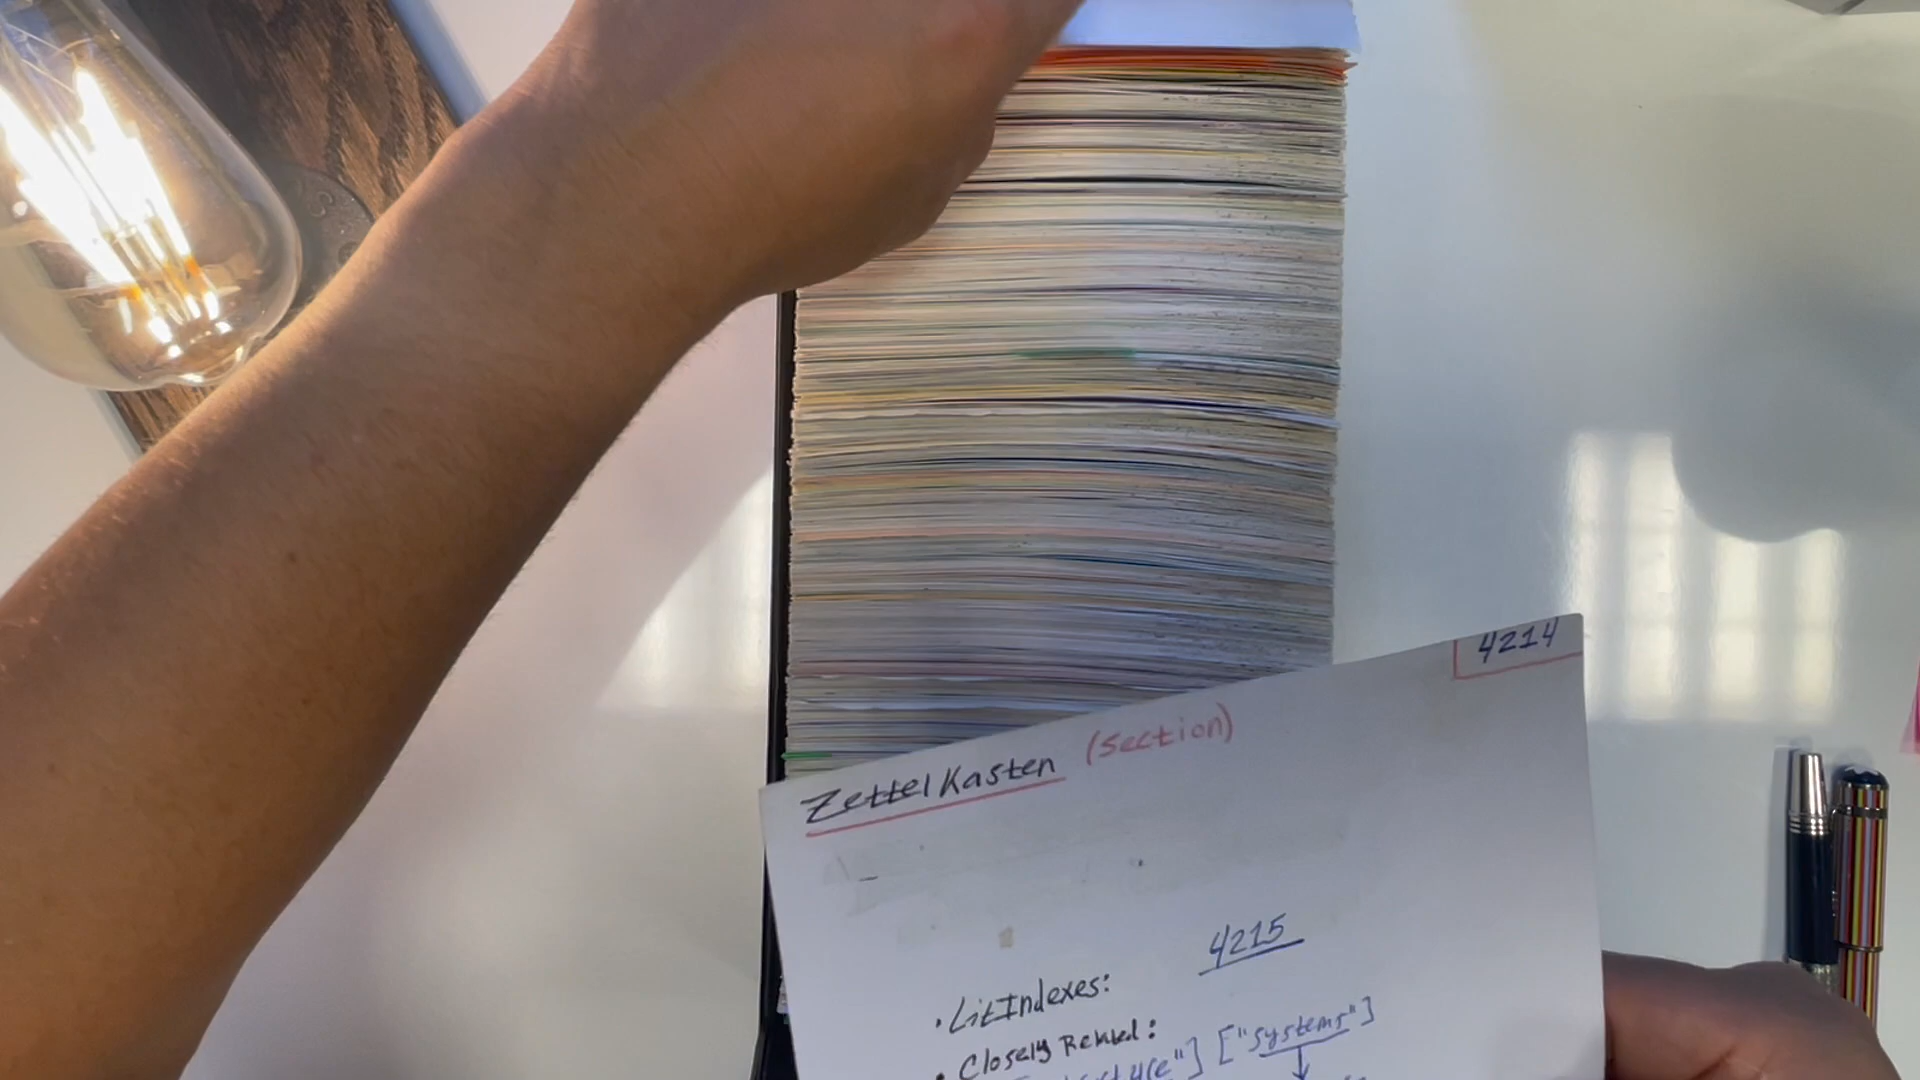 4214
Zettelkasten (section)
4215
• LitIndexes:
• Closely Related:
"] ["systems"]